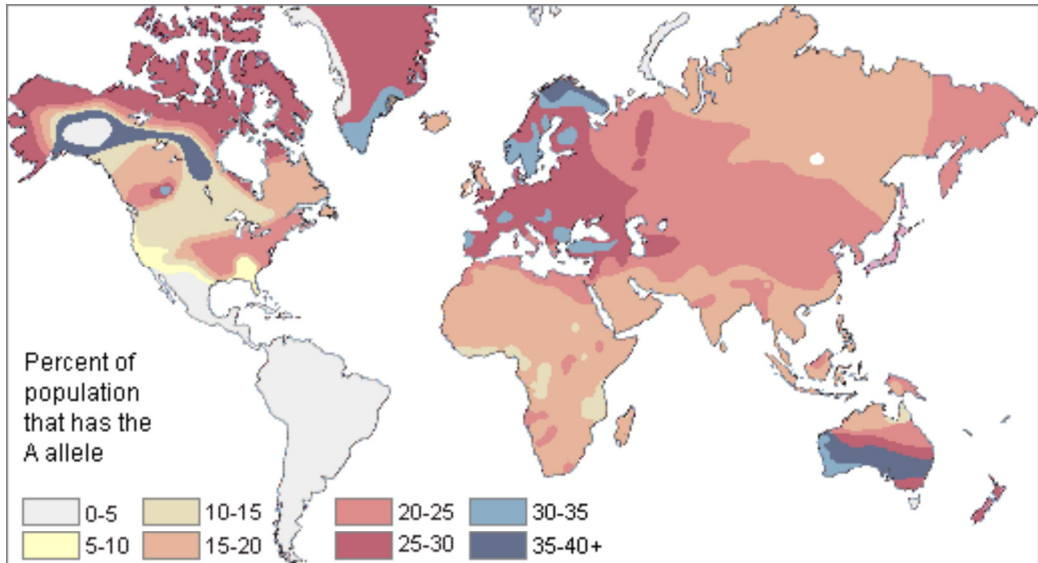 Percent of
population
that has the
A allele
0-5
10-15
20-25
30-35
5-10
15-20
25-30
35-40+